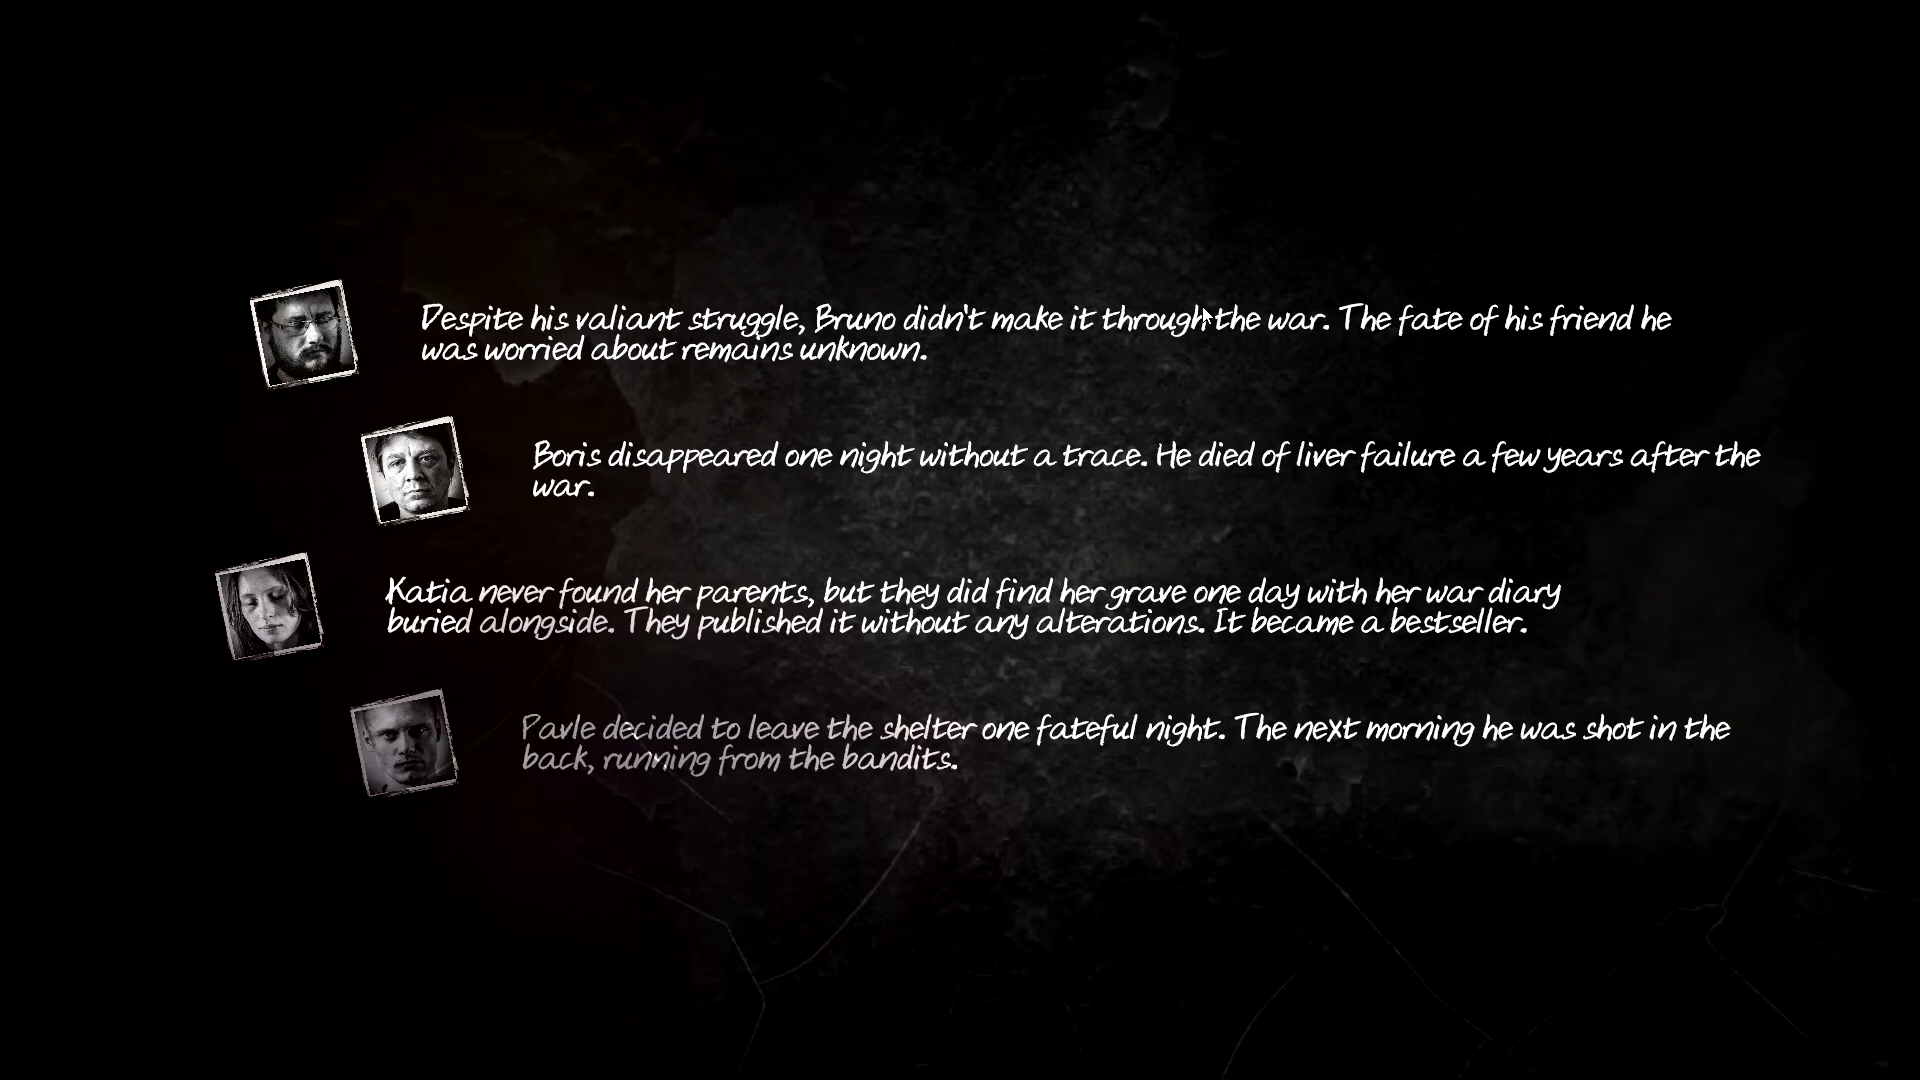 Despite his valiant struggle, Bruno didn't make it through the war. The fate of his friend he
was worried about remains unknown.
Boris disappeared one night without a trace. He died of liver failure a few years after the
war.
Katia never found her parents, but they did find her grave one day with her war diary
buried alongside. They published it without any alterations. It became a bestseller.
Pavle decided to leave the shelter one fateful night. The next morning he was shot in the
back, running from the bandits.